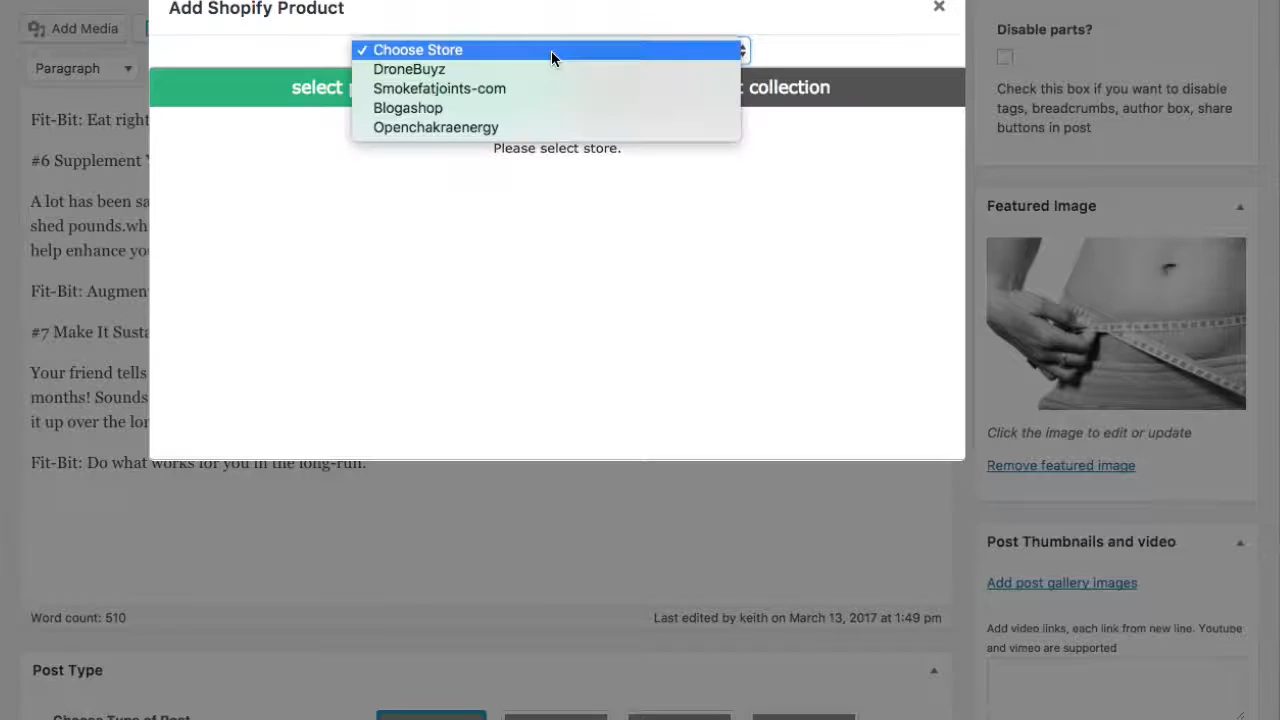 Add Shopify Product
×
Add Media
Disable parts?
✓ Choose Store
Paragraph
DroneBuyz
select
collection
Smokefatjoints-com
Check this box if you want to disable
tags, breadcrumbs, author box, share
buttons in post
Blogashop
Fit-Bit: Eat right
Openchakraenergy
Please select store.
#6 Supplement
A lot has been
shed pounds.wh
help enhance
Featured Image
Fit-Bit: Augmen
#7 Make It Susta
Your friend tells
months! Sounds
it up over the
Click the image to edit or update
Fit-Bit: Do what works for you in the long-run.
Remove featured image
Post Thumbnails and video
Add post gallery images
Word count: 510
Last edited by keith on March 13, 2017 at 1:49 pm
Add video links, each link from new line. Youtube
and vimeo are supported
Post Type
Choose Type of Post